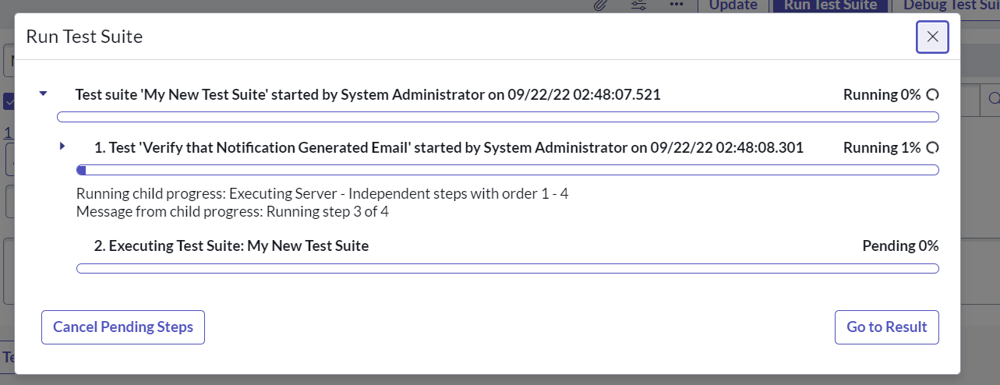 Update
Run Test Suite
Debug Test Sui
Run Test Suite
Test suite 'My New Test Suite' started by System Administrator on 09/22/22 02:48:07.521
Running 0%
1. Test 'Verify that Notification Generated Email' started by System Administrator on 09/22/22 02:48:08.301
Running 1%
Running child progress: Executing Server - Independent steps with order 1 - 4
Message from child progress: Running step 3 of 4
2. Executing Test Suite: My New Test Suite
Pending 0%
Cancel Pending Steps
Go to Result
1
Te